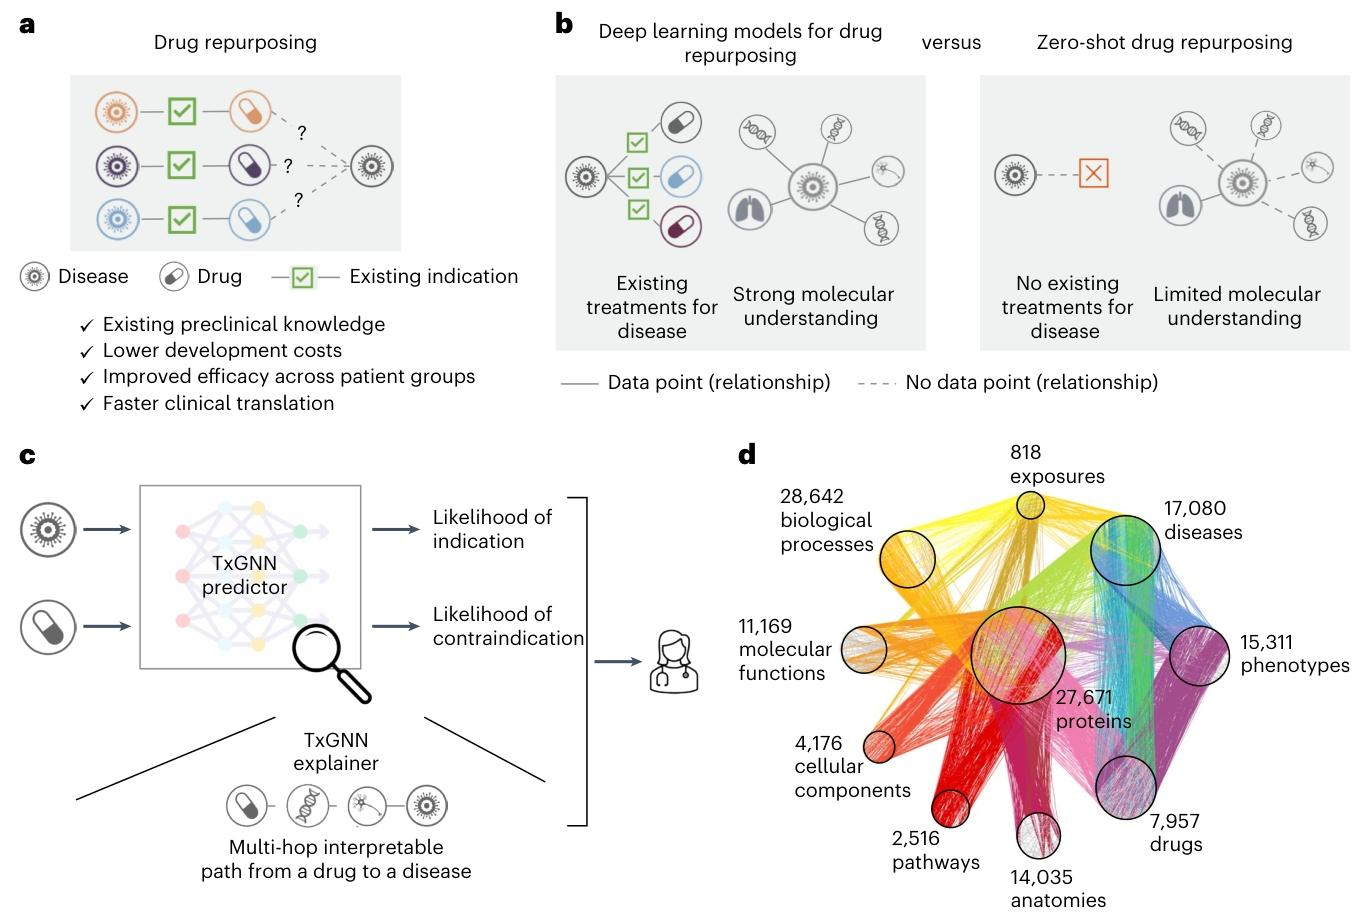 a
Drug repurposing
?
?
?
Disease
Drug
Existing indication
✓ Existing preclinical knowledge
✓ Lower development costs
✓ Improved efficacy across patient groups
✓ Faster clinical translation
b
Deep learning models for drug
repurposing
versus
Zero-shot drug repurposing
Existing
treatments for
disease
Strong molecular
understanding
No existing
treatments for
disease
Limited molecular
understanding
Data point (relationship)
No data point (relationship)
c
TxGNN
predictor
Likelihood of
indication
Likelihood of
contraindication
TxGNN
explainer
Multi-hop interpretable
path from a drug to a disease
d
818
exposures
28,642
biological
processes
17,080
diseases
11,169
molecular
functions
15,311
phenotypes
27,671
proteins
4,176
cellular
components
2,516
pathways
7,957
drugs
14,035
anatomies